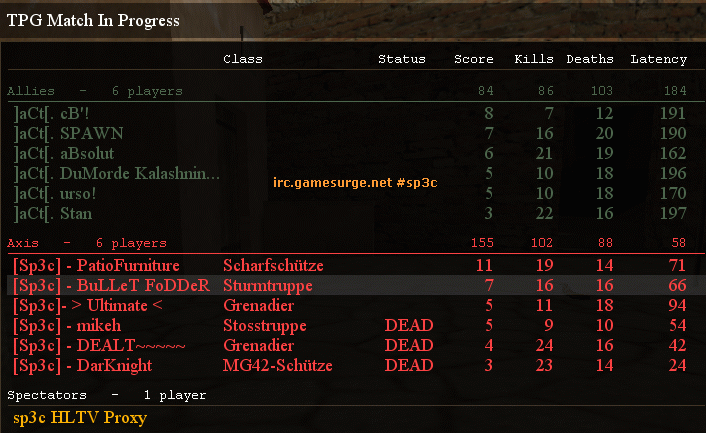 TPG Match In Progress
Class Status Score Kills Deaths Latency
Allies - 6 players 84 86 103 184
]aCt[. cB'! 8 7 12 191
]aCt[. SPAWN 7 16 20 190
]aCt[. aBsolut 6 21 19 162
]aCt[. DuMorde Kalashnin... 5 10 18 196
]aCt[. urso! 5 10 18 170
]aCt[. Stan 3 22 16 197
irc.gamesurge.net #sp3c
Axis - 6 players 155 102 88 58
[Sp3c] - PatioFurniture Scharfschütze 11 19 14 71
[Sp3c] - BuLLeT FoDDeR Sturmtruppe 7 16 16 66
[Sp3c]- > Ultimate < Grenadier 5 11 18 94
[Sp3c] - mikeh Stosstruppe DEAD 5 9 10 54
[Sp3c] - DEALT~~~~~ Grenadier DEAD 4 24 16 42
[Sp3c] - DarKnight MG42-Schütze DEAD 3 23 14 24
Spectators - 1 player
sp3c HLTV Proxy